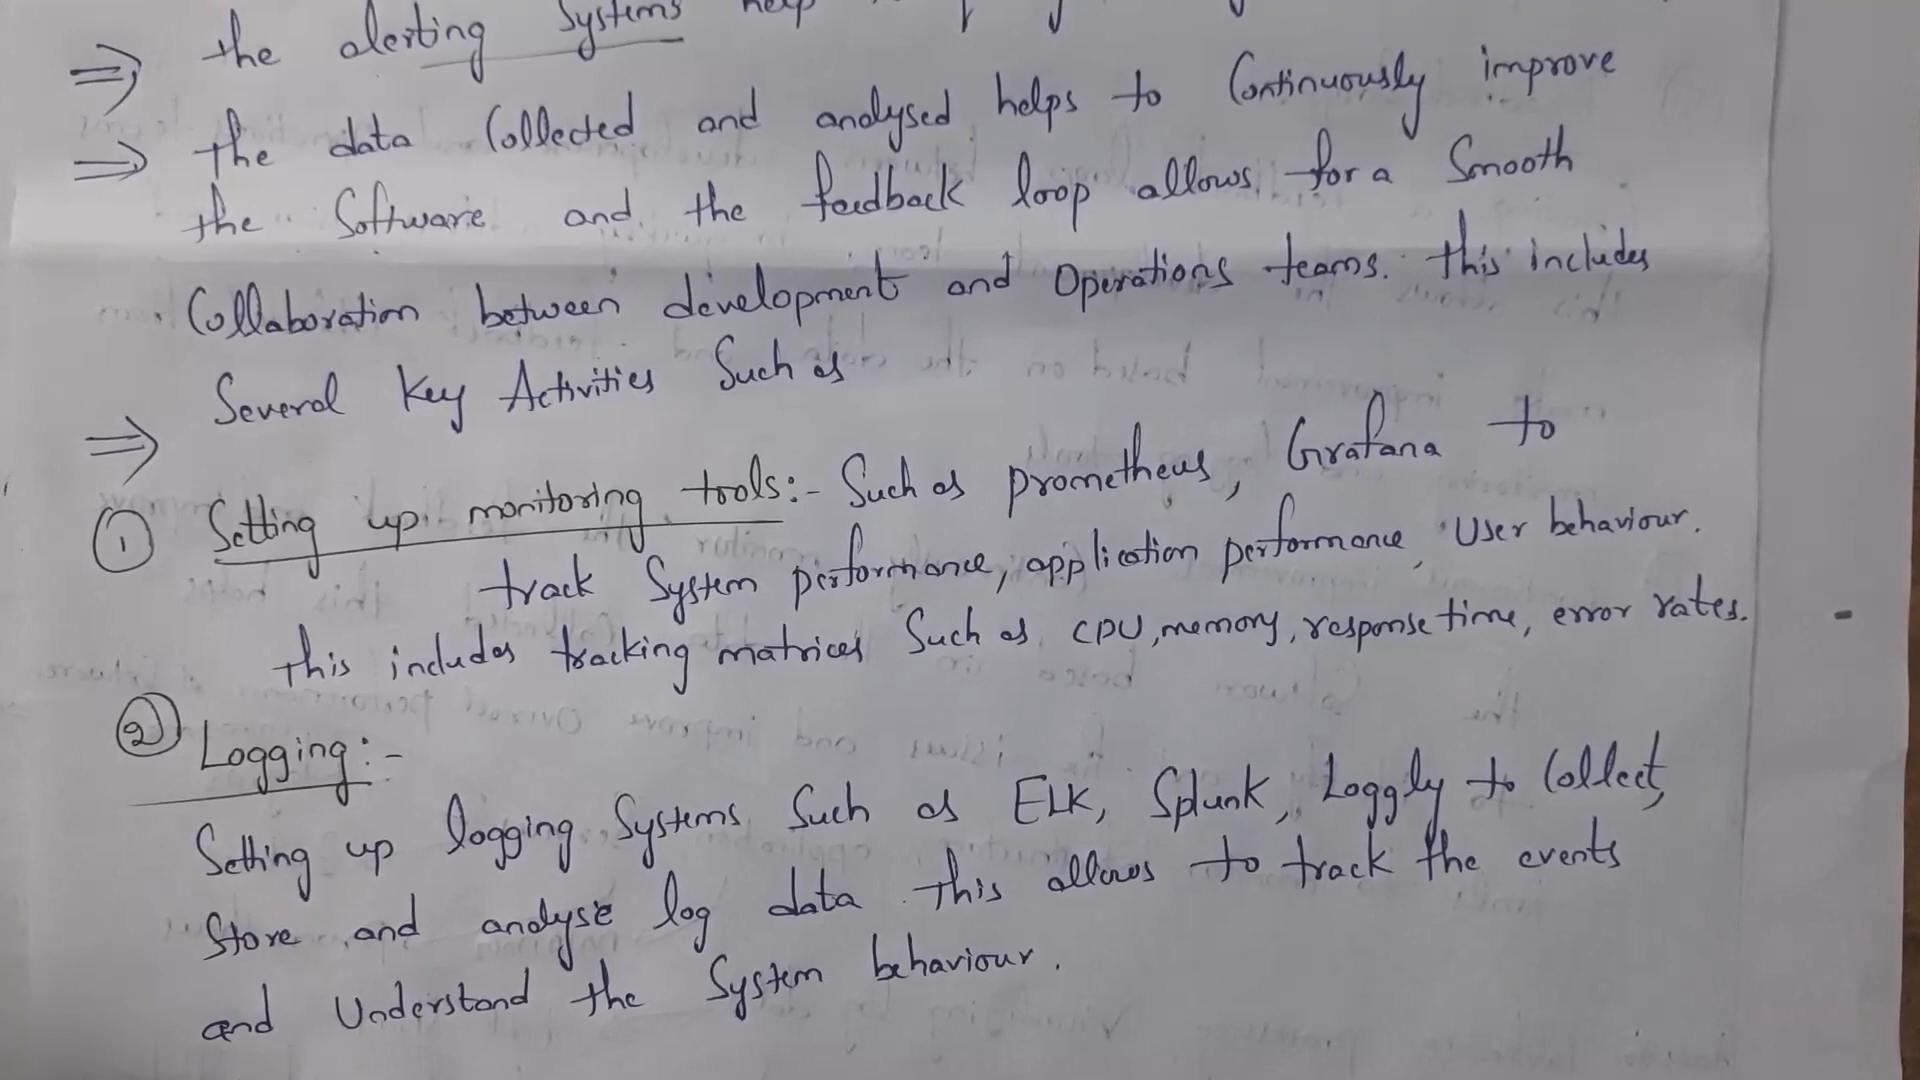 ⇒ the alerting systems help
⇒ the data Collected and analysed helps to Continuously improve
the Software and the feedback loop allows for a Smooth
Collaboration between development and Operations teams. this includes
Several Key Activities Such as
⇒
① Setting up monitoring tools:- Such as prometheus, Grafana to
track System performance, application performance, User behaviour.
this includes tracking matrices Such as CPU, memory, response time, error rates.
② Logging:-
Setting up logging Systems Such as ELK, Splunk, Loggly to Collect,
Store and analyse log data this allows to track the events
and Understand the System behaviour.